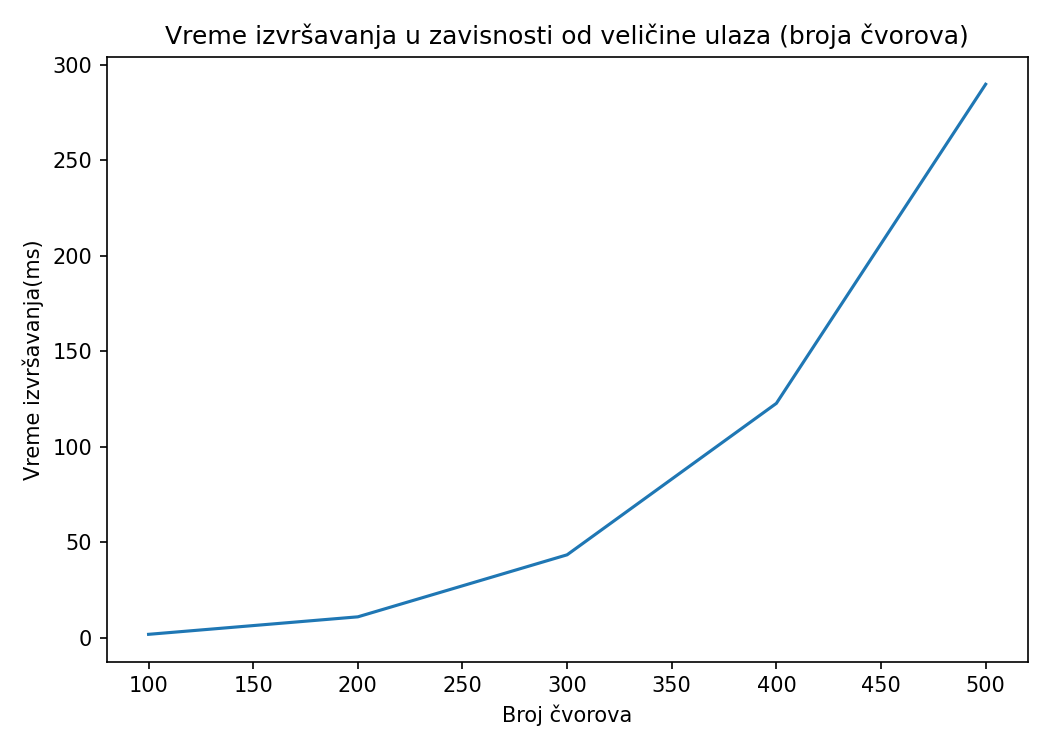 Vreme izvršavanja u zavisnosti od veličine ulaza (broja čvorova)
300
250
200
150
100
50
0
Vreme izvršavanja(ms)
100 150 200 250 300 350 400 450 500
Broj čvorova